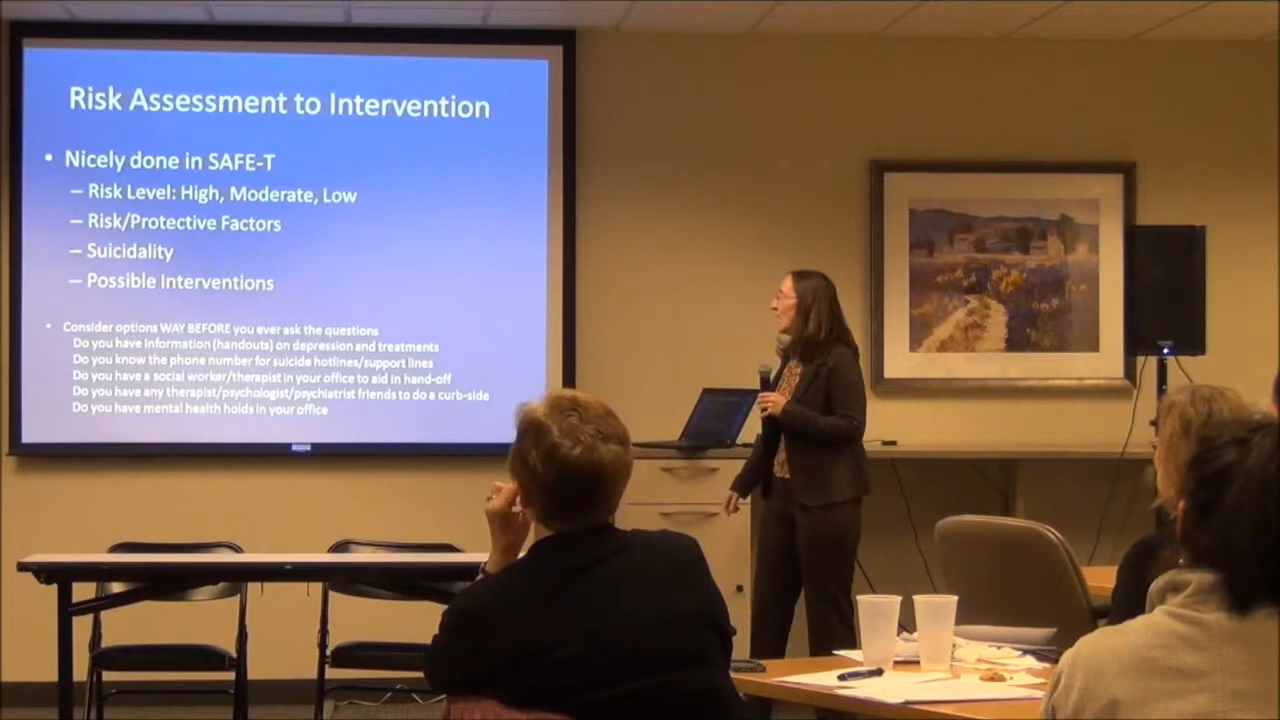 Risk Assessment to Intervention
• Nicely done in SAFE-T
– Risk Level: High, Moderate, Low
– Risk/Protective Factors
– Suicidality
– Possible Interventions
• Consider options WAY BEFORE you ever ask the questions
Do you have information (handouts) on depression and treatments
Do you know the phone number for suicide hotlines/support lines
Do you have a social worker/therapist in your office to aid in hand-off
Do you have any therapist/psychologist/psychiatrist friends to do a curb-side
Do you have mental health holds in your office